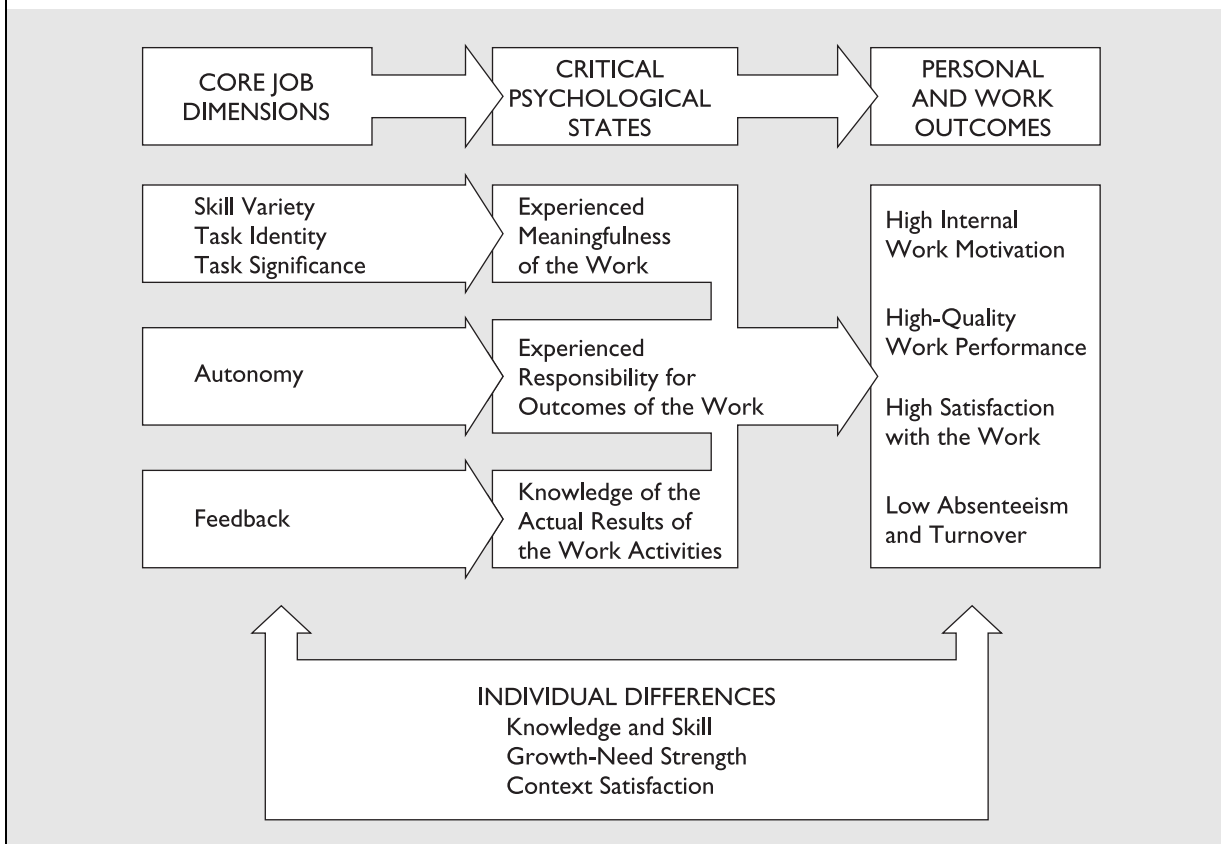 CORE JOB
DIMENSIONS
CRITICAL
PSYCHOLOGICAL
STATES
PERSONAL
AND WORK
OUTCOMES
Skill Variety
Task Identity
Task Significance
Experienced
Meaningfulness
of the Work
Autonomy
Experienced
Responsibility for
Outcomes of the Work
Feedback
Knowledge of the
Actual Results of
the Work Activities
High Internal
Work Motivation
High-Quality
Work Performance
High Satisfaction
with the Work
Low Absenteeism
and Turnover
INDIVIDUAL DIFFERENCES
Knowledge and Skill
Growth-Need Strength
Context Satisfaction